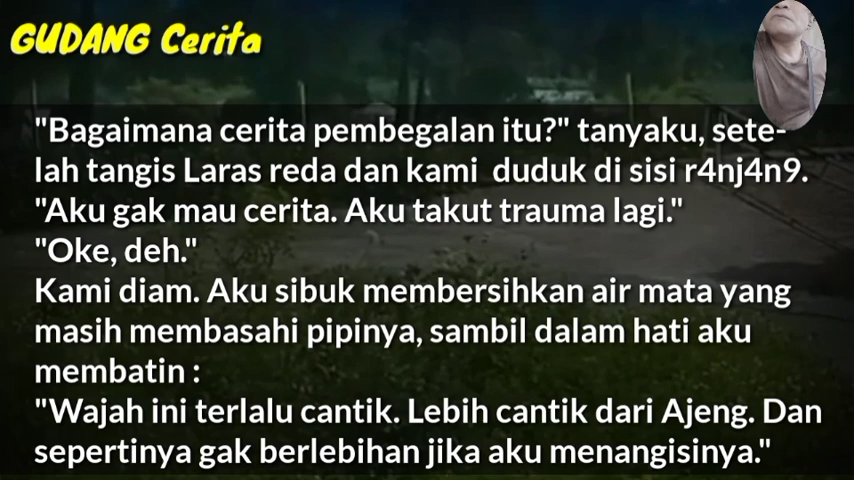 GUDANG Cerita
"Bagaimana cerita pembegalan itu?" tanyaku, sete-
lah tangis Laras reda dan kami  duduk di sisi r4nj4n9.
"Aku gak mau cerita. Aku takut trauma lagi."
"Oke, deh."
Kami diam. Aku sibuk membersihkan air mata yang
masih membasahi pipinya, sambil dalam hati aku
membatin :
"Wajah ini terlalu cantik. Lebih cantik dari Ajeng. Dan
sepertinya gak berlebihan jika aku menangisinya."